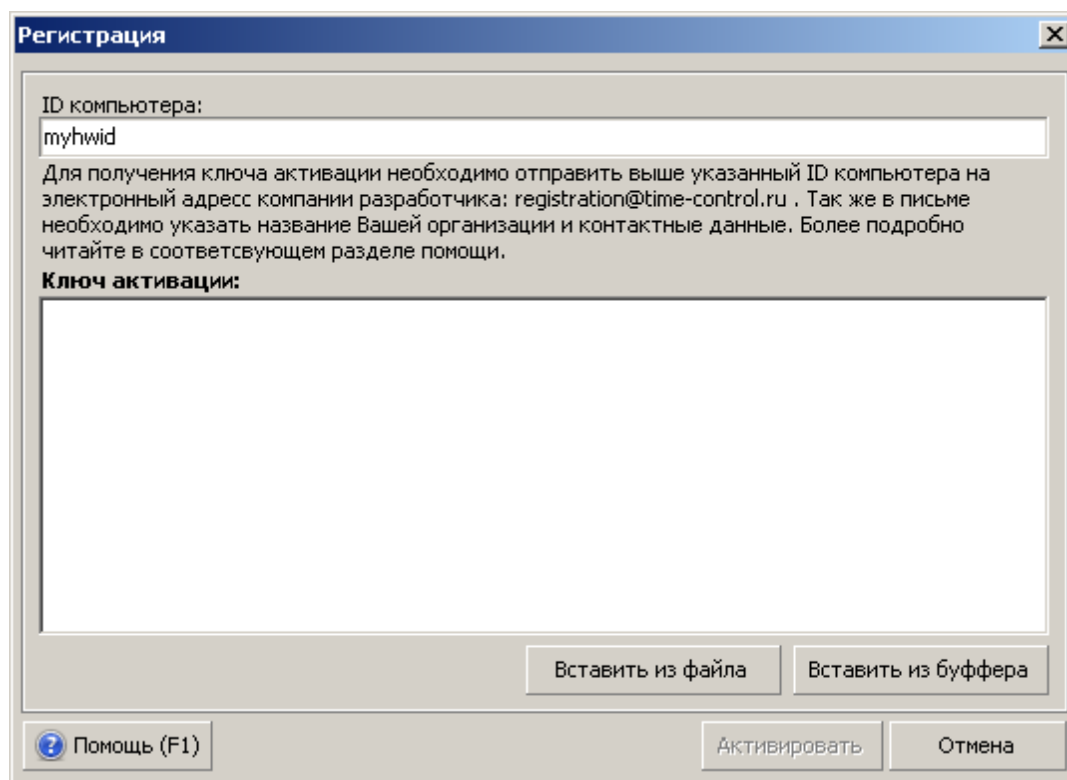 Регистрация
ID компьютера:
myhwid
Для получения ключа активации необходимо отправить выше указанный ID компьютера на
электронный адресс компании разработчика: registration@time-control.ru . Так же в письме
необходимо указать название Вашей организации и контактные данные. Более подробно
читайте в соответсвующем разделе помощи.
Ключ активации:
Вставить из файла
Вставить из буффера
Помощь (F1)
Активировать
Отмена